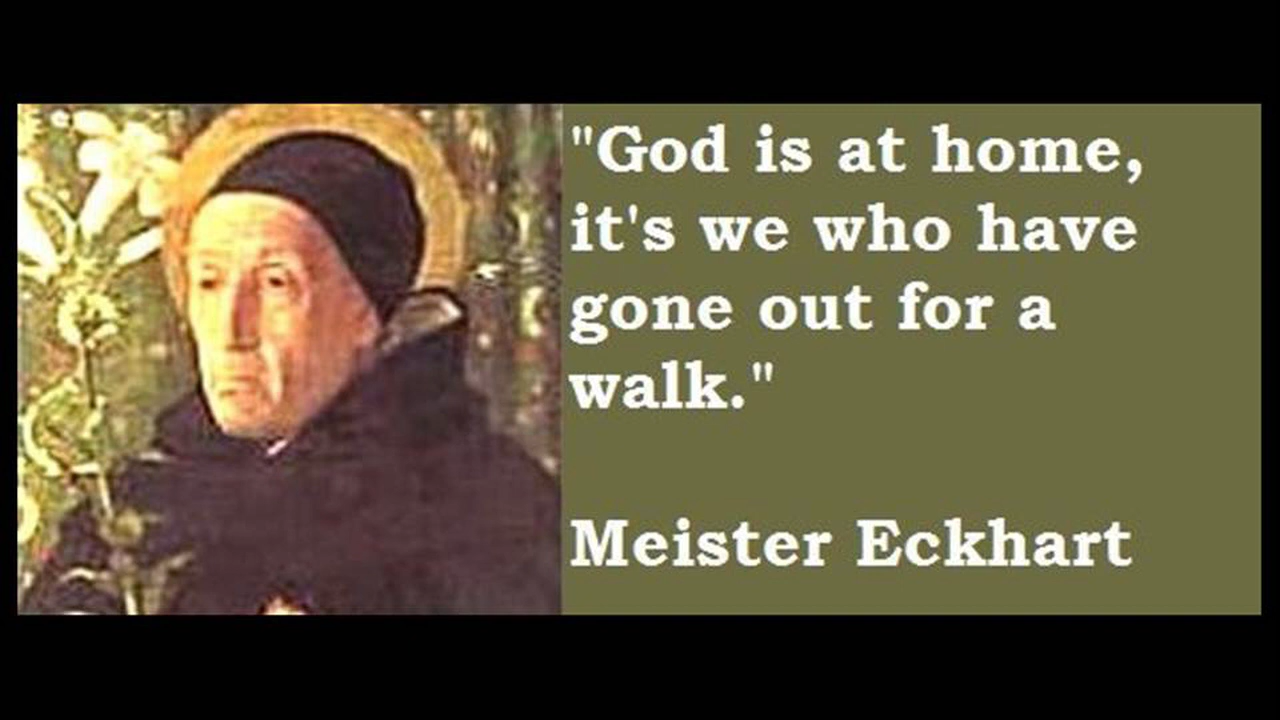 "God is at home,
it's we who have
gone out for a
walk."
Meister Eckhart